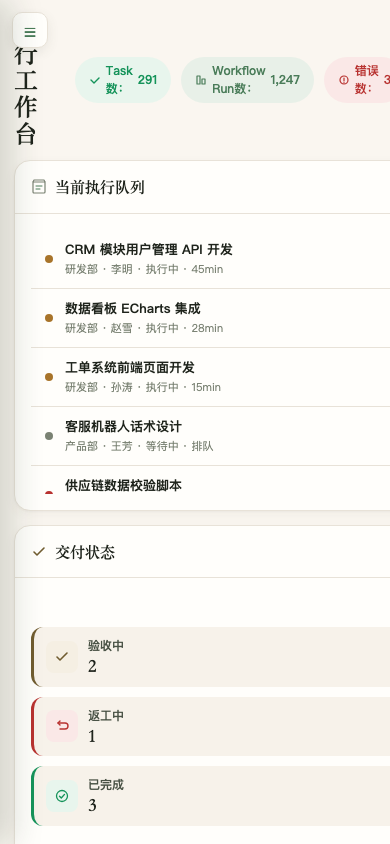 行工作台
Task数: 291
Workflow Run数: 1,247
错误数: 3
当前执行队列
CRM 模块用户管理 API 开发
研发部 · 李明 · 执行中 · 45min
数据看板 ECharts 集成
研发部 · 赵雪 · 执行中 · 28min
工单系统前端页面开发
研发部 · 孙涛 · 执行中 · 15min
客服机器人话术设计
产品部 · 王芳 · 等待中 · 排队
供应链数据校验脚本
交付状态
验收中
2
返工中
1
已完成
3